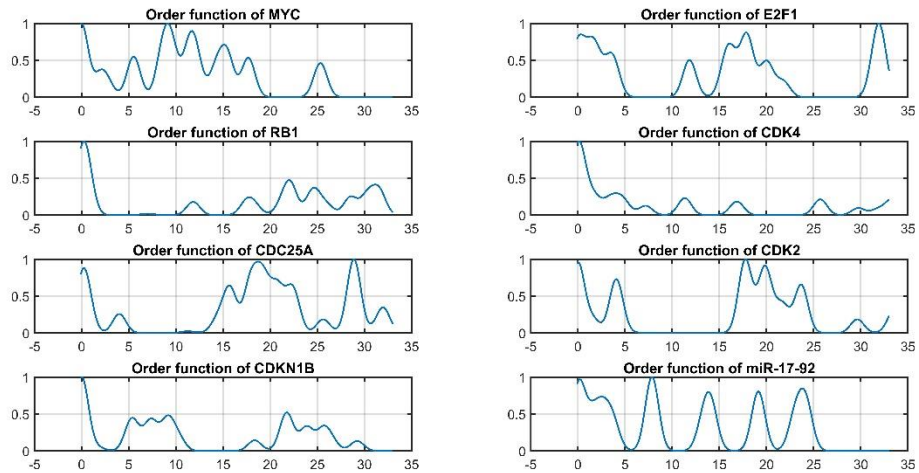 Order function of MYC
1
0.5
0
-5 0 5 10 15 20 25 30 35
Order function of E2F1
1
0.5
0
-5 0 5 10 15 20 25 30 35
Order function of RB1
1
0.5
0
-5 0 5 10 15 20 25 30 35
Order function of CDK4
1
0.5
0
-5 0 5 10 15 20 25 30 35
Order function of CDC25A
1
0.5
0
-5 0 5 10 15 20 25 30 35
Order function of CDK2
1
0.5
0
-5 0 5 10 15 20 25 30 35
Order function of CDKN1B
1
0.5
0
-5 0 5 10 15 20 25 30 35
Order function of miR-17-92
1
0.5
0
-5 0 5 10 15 20 25 30 35